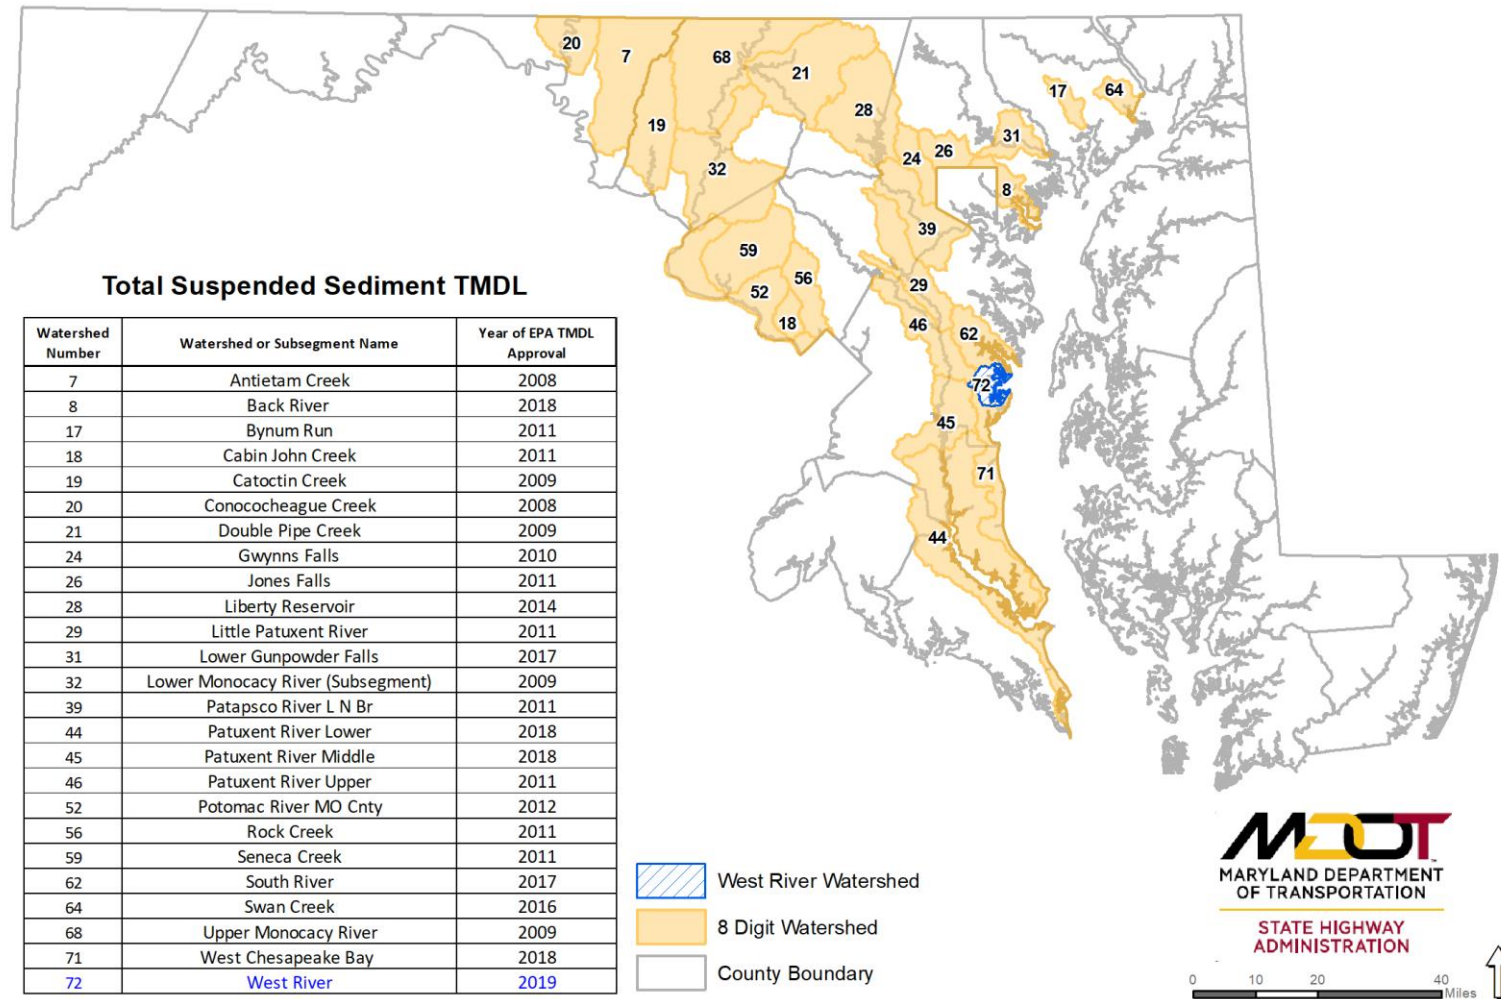 20
7
68
21
28
19
32
24
26
31
17
64
8
39
59
56
52
18
29
46
62
72
45
71
44
Total Suspended Sediment TMDL
Watershed Number Watershed or Subsegment Name Year of EPA TMDL Approval
7 Antietam Creek 2008
8 Back River 2018
17 Bynum Run 2011
18 Cabin John Creek 2011
19 Catoctin Creek 2009
20 Conococheague Creek 2008
21 Double Pipe Creek 2009
24 Gwynns Falls 2010
26 Jones Falls 2011
28 Liberty Reservoir 2014
29 Little Patuxent River 2011
31 Lower Gunpowder Falls 2017
32 Lower Monocacy River (Subsegment) 2009
39 Patapsco River L N Br 2011
44 Patuxent River Lower 2018
45 Patuxent River Middle 2018
46 Patuxent River Upper 2011
52 Potomac River MO Cnty 2012
56 Rock Creek 2011
59 Seneca Creek 2011
62 South River 2017
64 Swan Creek 2016
68 Upper Monocacy River 2009
71 West Chesapeake Bay 2018
72 West River 2019
West River Watershed
8 Digit Watershed
County Boundary
MDOT
MARYLAND DEPARTMENT
OF TRANSPORTATION
STATE HIGHWAY
ADMINISTRATION
0 10 20 40
Miles